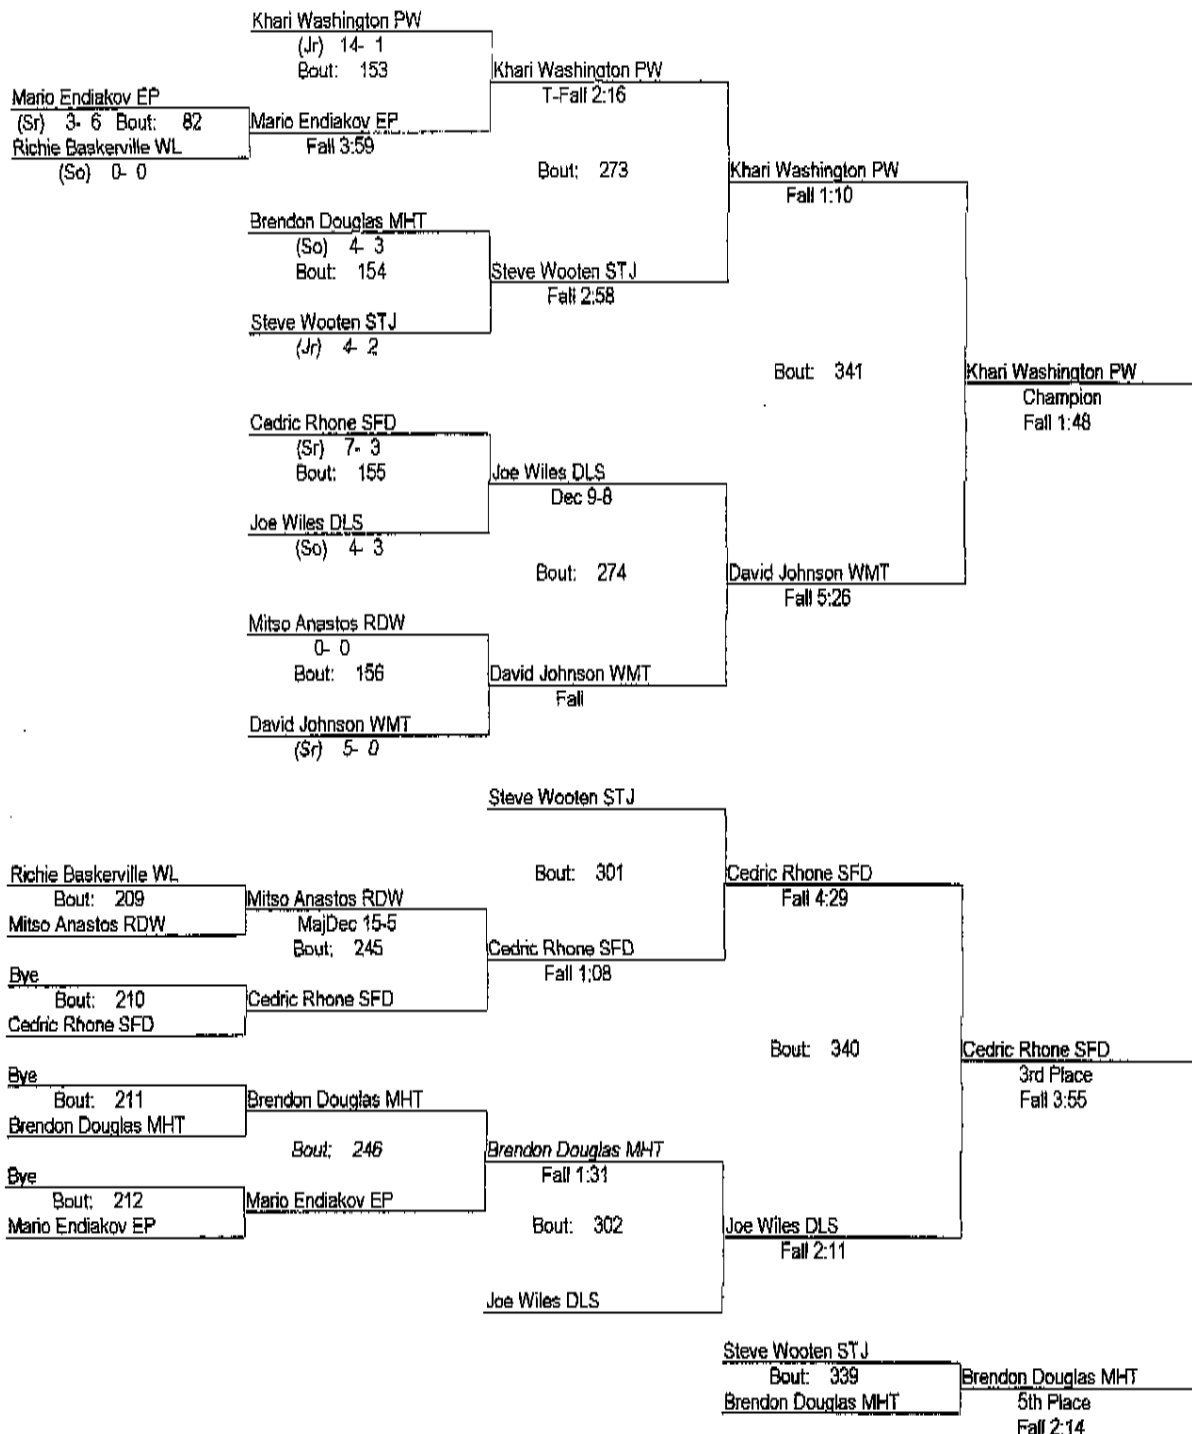 Khari Washington PW
(Jr) 14- 1
Bout: 153
Khari Washington PW
T-Fall 2:16
Mario Endiakov EP
(Sr) 3- 6 Bout: 82
Mario Endiakov EP
Fall 3:59
Richie Baskerville WL
(So) 0- 0
Bout: 273
Khari Washington PW
Fall 1:10
Brendon Douglas MHT
(So) 4- 3
Bout: 154
Steve Wooten STJ
Fall 2:58
Steve Wooten STJ
(Jr) 4- 2
Bout: 341
Khari Washington PW
Champion
Fall 1:48
Cedric Rhone SFD
(Sr) 7- 3
Bout: 155
Joe Wiles DLS
Dec 9-8
Joe Wiles DLS
(So) 4- 3
Bout: 274
David Johnson WMT
Fall 5:26
Mitso Anastos RDW
0- 0
Bout: 156
David Johnson WMT
Fall
David Johnson WMT
(Sr) 5- 0
Steve Wooten STJ
Bout: 301
Cedric Rhone SFD
Fall 4:29
Richie Baskerville WL
Bout: 209
Mitso Anastos RDW
Mitso Anastos RDW
MajDec 15-5
Bout: 245
Cedric Rhone SFD
Fall 1:08
Bye
Bout: 210
Cedric Rhone SFD
Cedric Rhone SFD
Bout: 340
Cedric Rhone SFD
3rd Place
Fall 3:55
Bye
Bout: 211
Brendon Douglas MHT
Brendon Douglas MHT
Bout: 246
Brendon Douglas MHT
Fall 1:31
Bye
Bout: 212
Mario Endiakov EP
Mario Endiakov EP
Bout: 302
Joe Wiles DLS
Fall 2:11
Joe Wiles DLS
Steve Wooten STJ
Bout: 339
Brendon Douglas MHT
Brendon Douglas MHT
5th Place
Fall 2:14